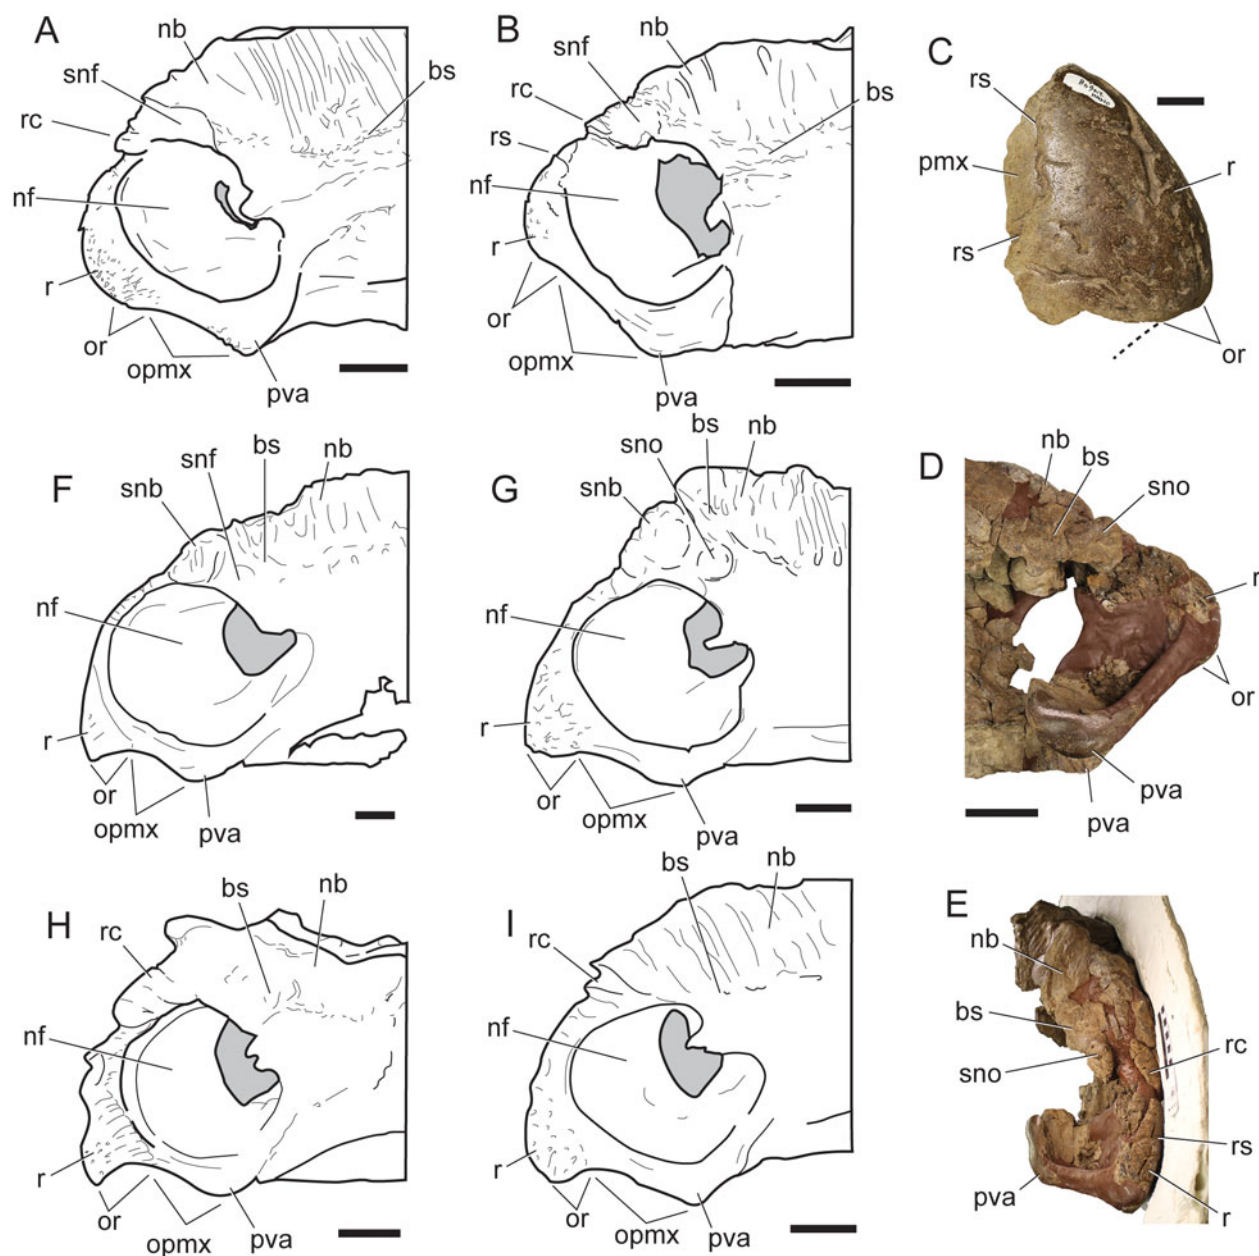 A
nb
snf
bs
rc
nf
r
or
opmx
pva
B
nb
snf
bs
rc
rs
nf
r
or
opmx
pva
C
rs
pmx
r
rs
or
F
bs
nb
snf
snb
nf
r
or
opmx
pva
G
bs
nb
sno
snb
nf
r
or
opmx
pva
D
nb
bs
sno
r
or
pva
pva
H
bs
nb
rc
nf
r
or
opmx
pva
I
bs
nb
rc
nf
r
or
opmx
pva
E
nb
bs
sno
rc
rs
pva
r